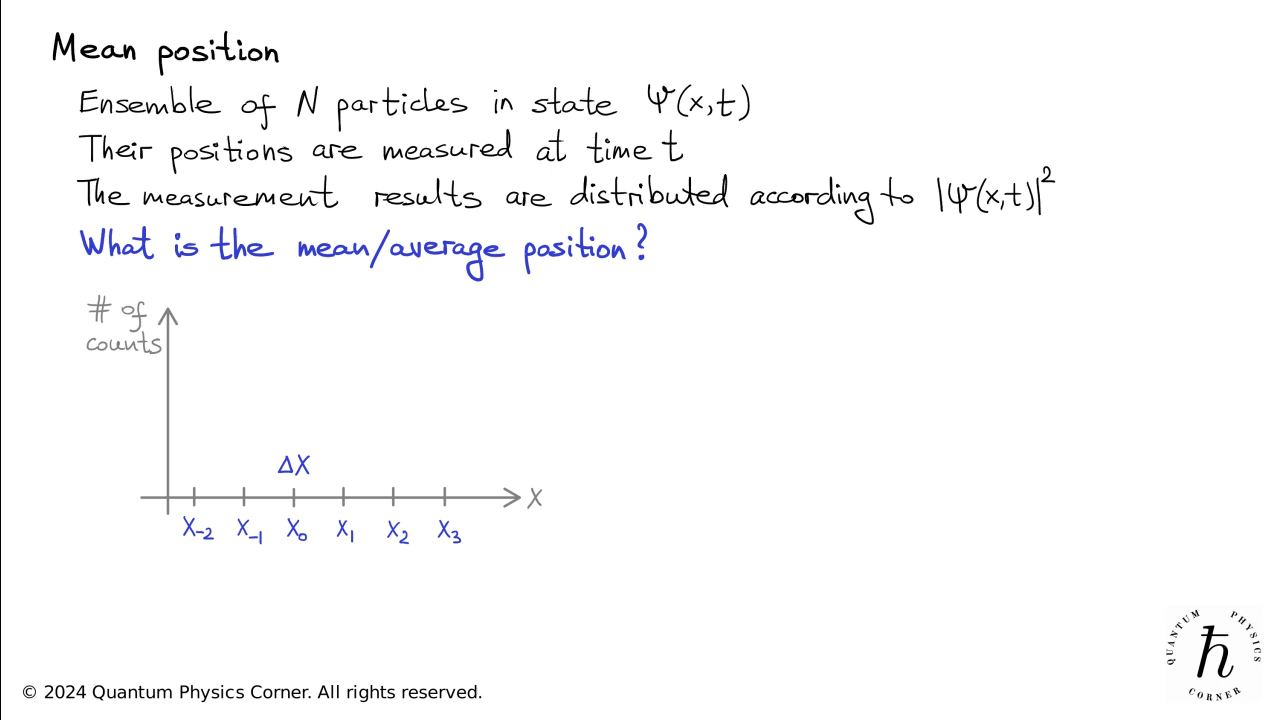 Mean position
Ensemble of N particles in state Ψ(x,t)
Their positions are measured at time t
The measurement results are distributed according to |Ψ(x,t)|²
What is the mean/average position?
# of
counts
ΔX
X
X₋₂ X₋₁ X₀ X₁ X₂ X₃
QUANTUM PHYSICS
ħ
CORNER
© 2024 Quantum Physics Corner. All rights reserved.